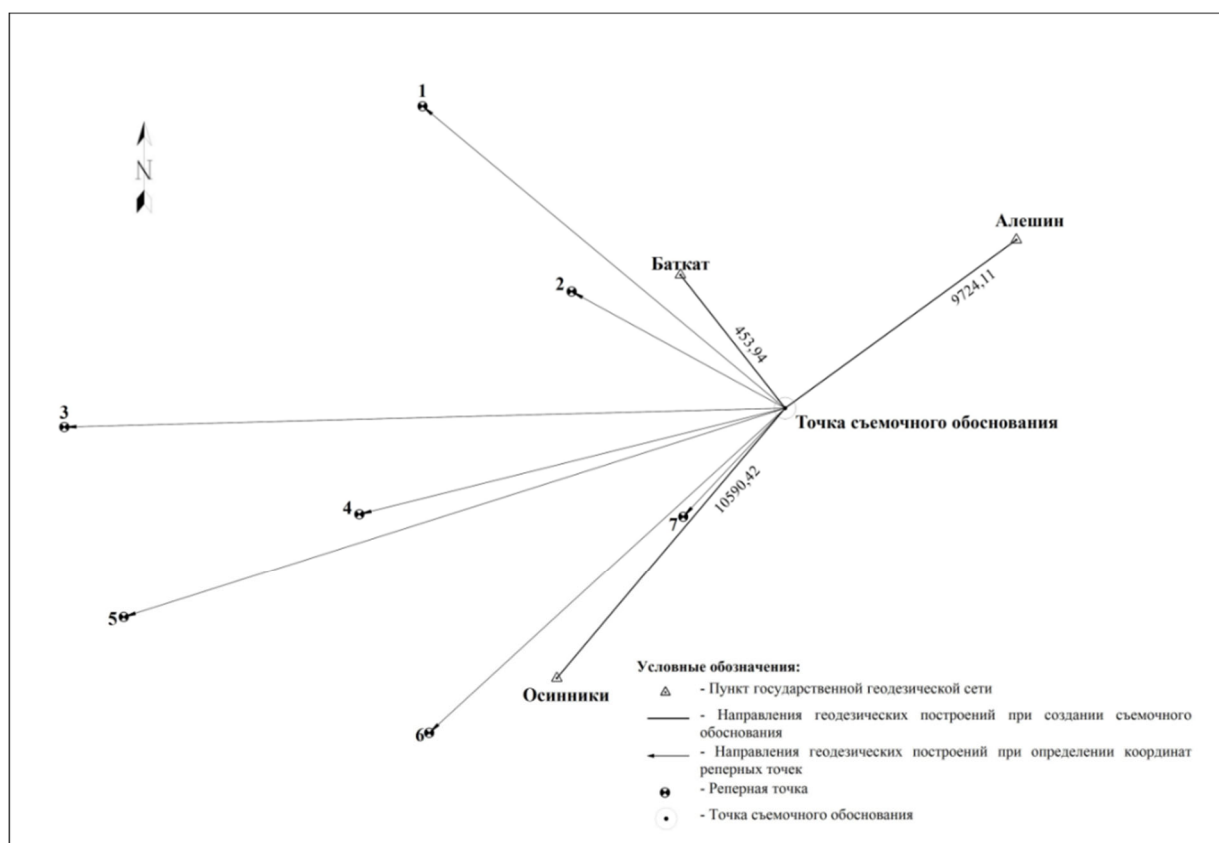 1
N
Алешин
Баткат
2
9724,11
453,94
3
Точка съемочного обоснования
10590,42
4
7
5
Условные обозначения:
- Пункт государственной геодезической сети
Осинники
- Направления геодезических построений при создании съемочного
обоснования
6
- Направления геодезических построений при определении координат
реперных точек
- Реперная точка
- Точка съемочного обоснования